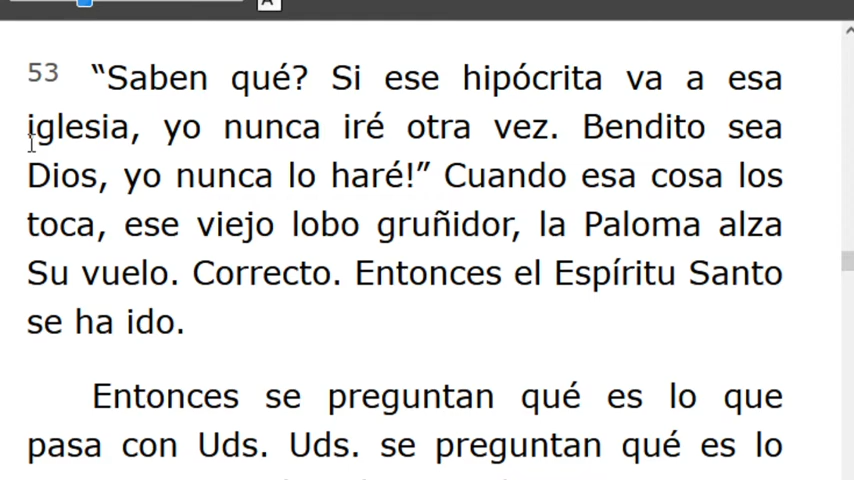 53 “Saben qué? Si ese hipócrita va a esa
iglesia, yo nunca iré otra vez. Bendito sea
Dios, yo nunca lo haré!” Cuando esa cosa los
toca, ese viejo lobo gruñidor, la Paloma alza
Su vuelo. Correcto. Entonces el Espíritu Santo
se ha ido.
Entonces se preguntan qué es lo que
pasa con Uds. Uds. se preguntan qué es lo